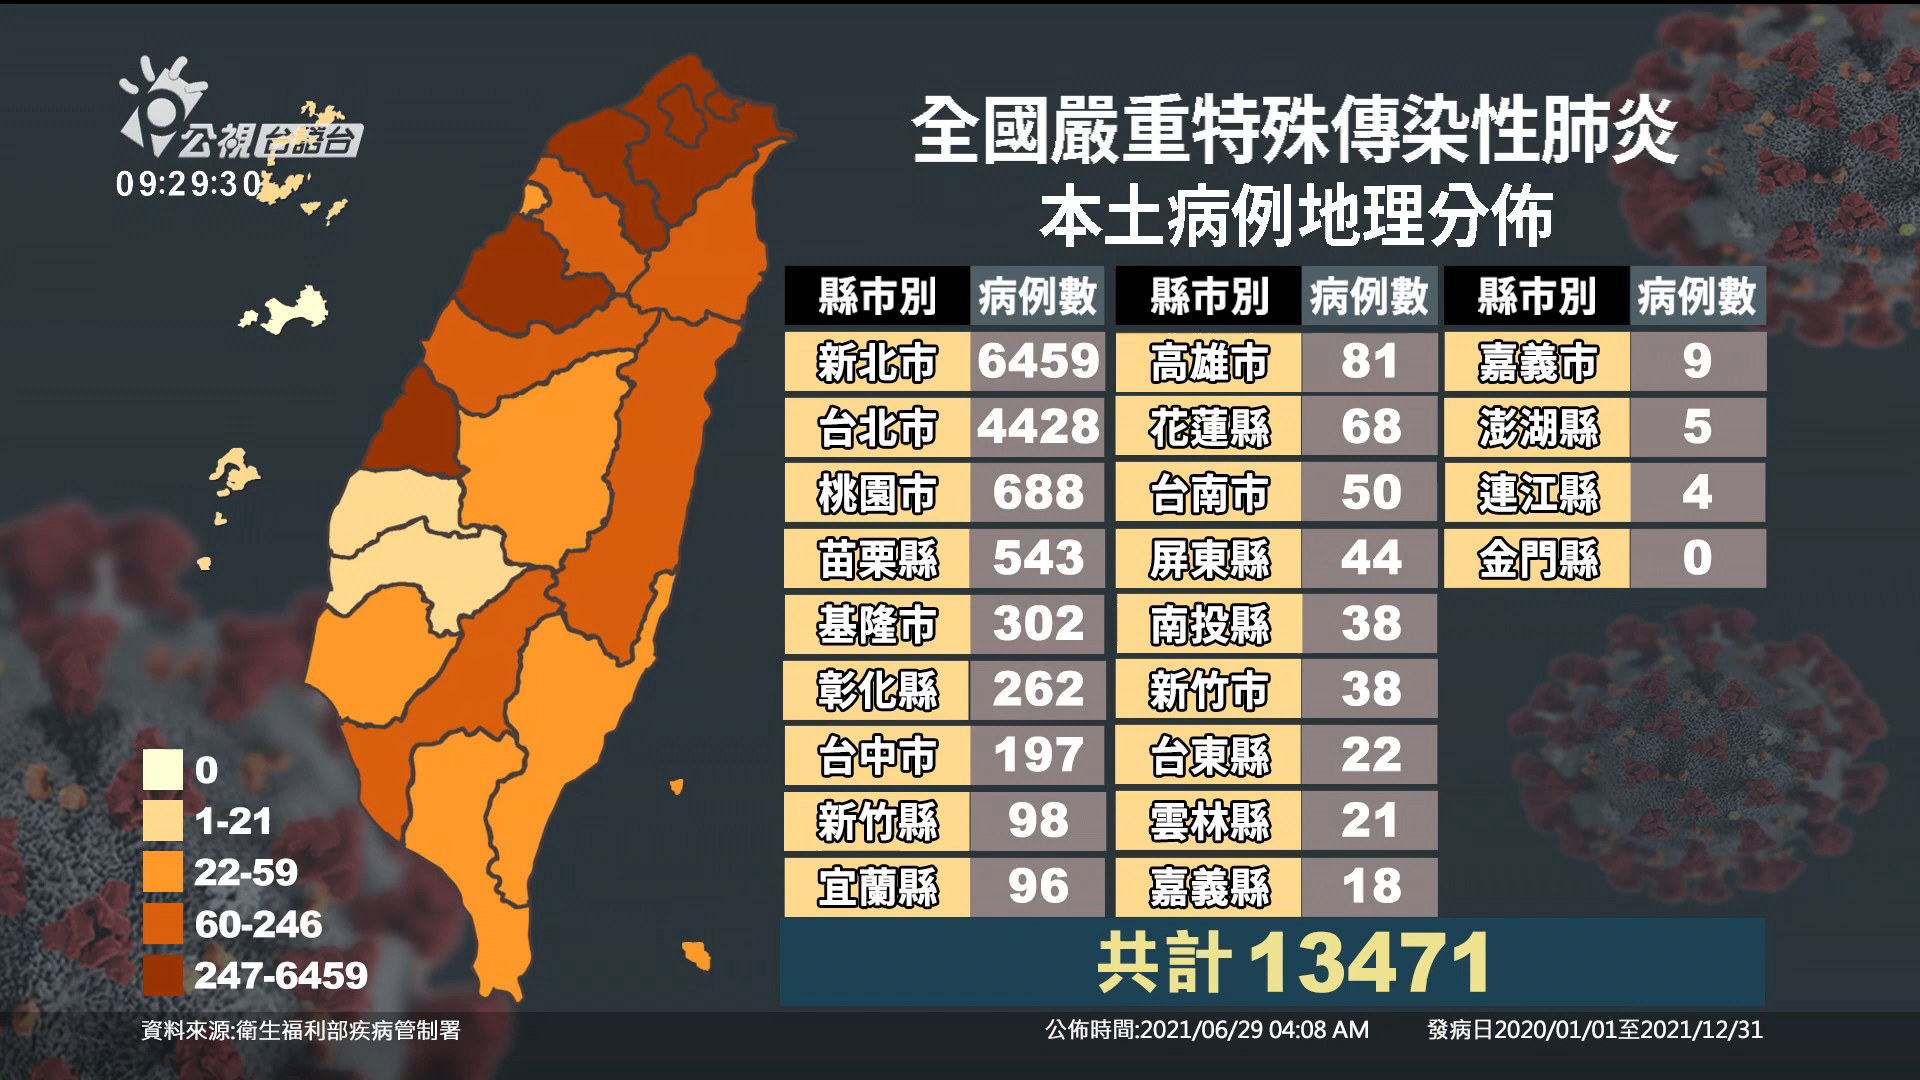 公視台語台
09:29:30
全國嚴重特殊傳染性肺炎
本土病例地理分佈
縣市別 病例數 縣市別 病例數 縣市別 病例數
新北市 6459 高雄市 81 嘉義市 9
台北市 4428 花蓮縣 68 澎湖縣 5
桃園市 688 台南市 50 連江縣 4
苗栗縣 543 屏東縣 44 金門縣 0
基隆市 302 南投縣 38
彰化縣 262 新竹市 38
台中市 197 台東縣 22
新竹縣 98 雲林縣 21
宜蘭縣 96 嘉義縣 18
共計13471
0
1-21
22-59
60-246
247-6459
資料來源:衛生福利部疾病管制署
公佈時間:2021/06/29 04:08 AM
發病日2020/01/01至2021/12/31